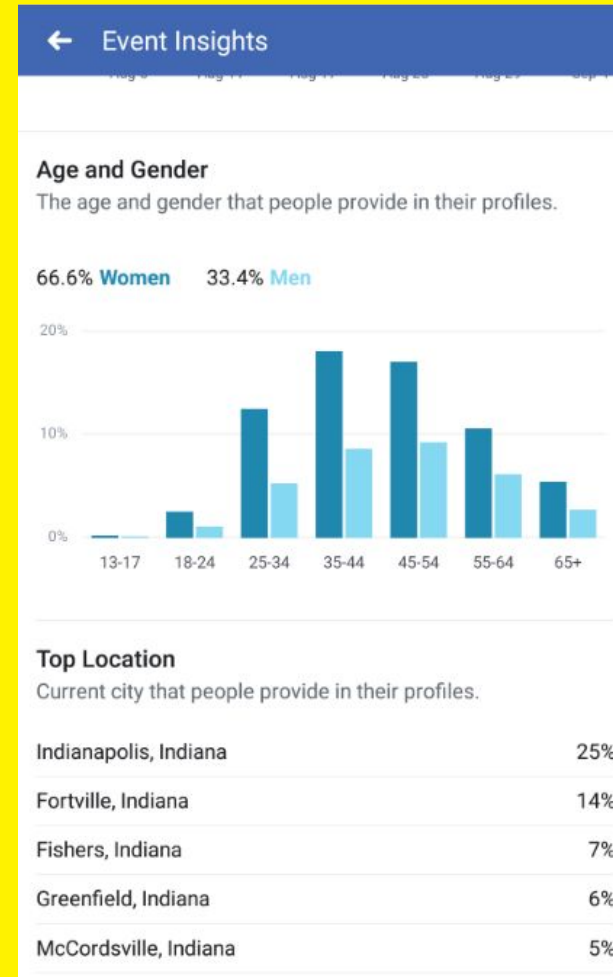 Event Insights
Age and Gender
The age and gender that people provide in their profiles.
66.6% Women 33.4% Men
20%
10%
0%
13-17 18-24 25-34 35-44 45-54 55-64 65+
Top Location
Current city that people provide in their profiles.
Indianapolis, Indiana 25%
Fortville, Indiana 14%
Fishers, Indiana 7%
Greenfield, Indiana 6%
McCordsville, Indiana 5%